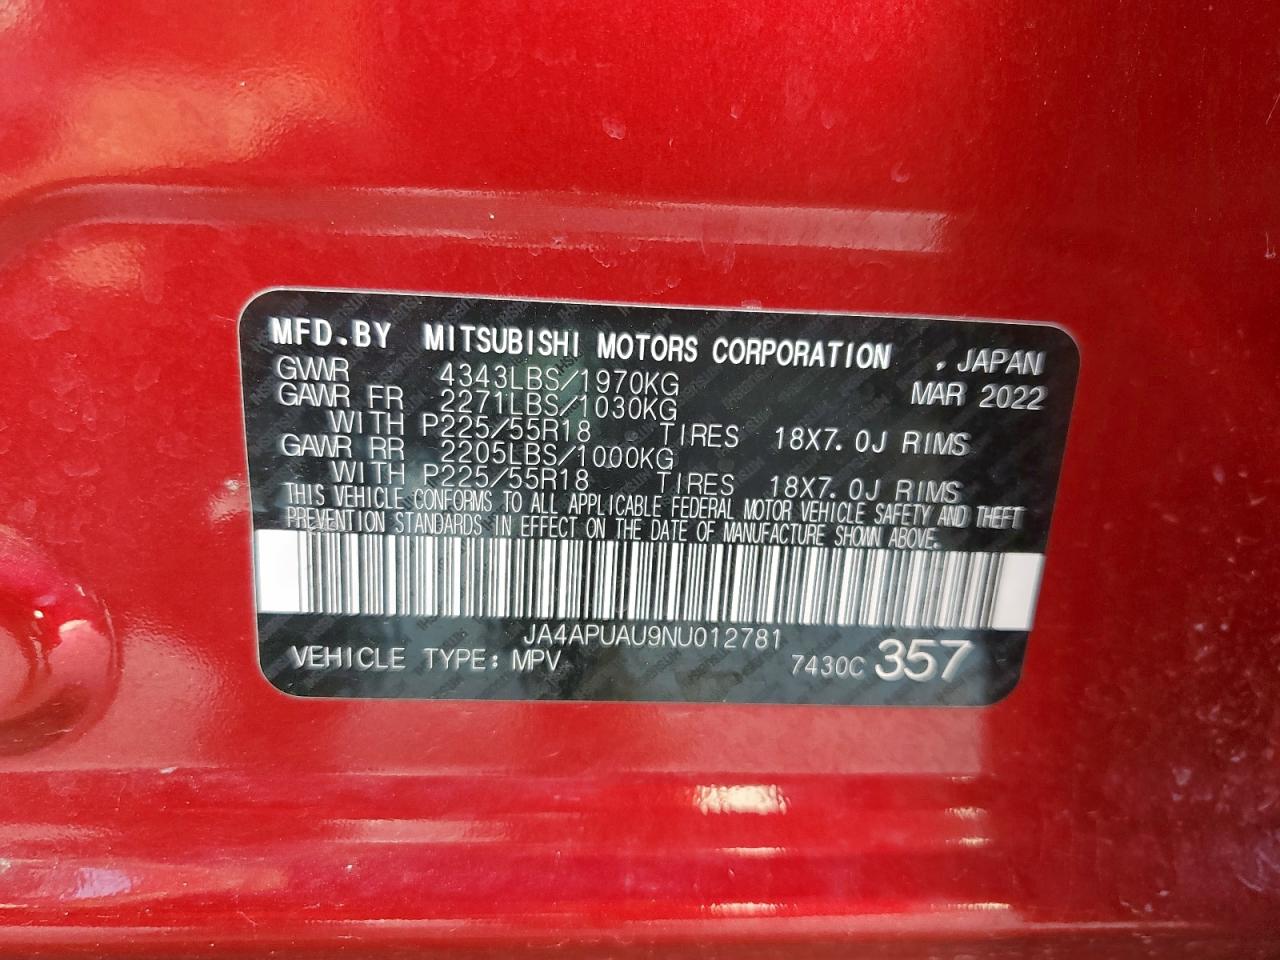 MFD.BY MITSUBISHI MOTORS CORPORATION , JAPAN
GWWR 4343LBS/1970KG MAR 2022
GAWR FR 2271LBS/1030KG
WITH P225/55R18 TIRES 18X7.0J RIMS
GAWR RR 2205LBS/1000KG
WITH P225/55R18 TIRES 18X7.0J RIMS
THIS VEHICLE CONFORMS TO ALL APPLICABLE FEDERAL MOTOR VEHICLE SAFETY AND THEFT
PREVENTION STANDARDS IN EFFECT ON THE DATE OF MANUFACTURE SHOWN ABOVE.
JA4APUAU9NU012781
VEHICLE TYPE: MPV 7430C 357